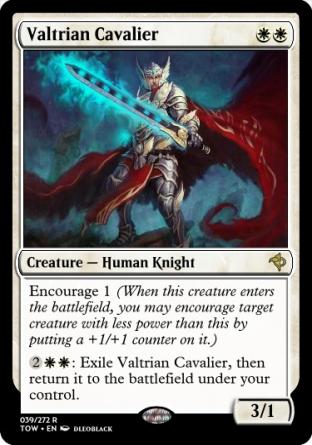 Valtrian Cavalier
Creature — Human Knight
Encourage 1 (When this creature enters
the battlefield, you may encourage target
creature with less power than this by
putting a +1/+1 counter on it.)
2: Exile Valtrian Cavalier, then
return it to the battlefield under your
control.
3/1
039/272 R
TOW • EN DLEOBLACK